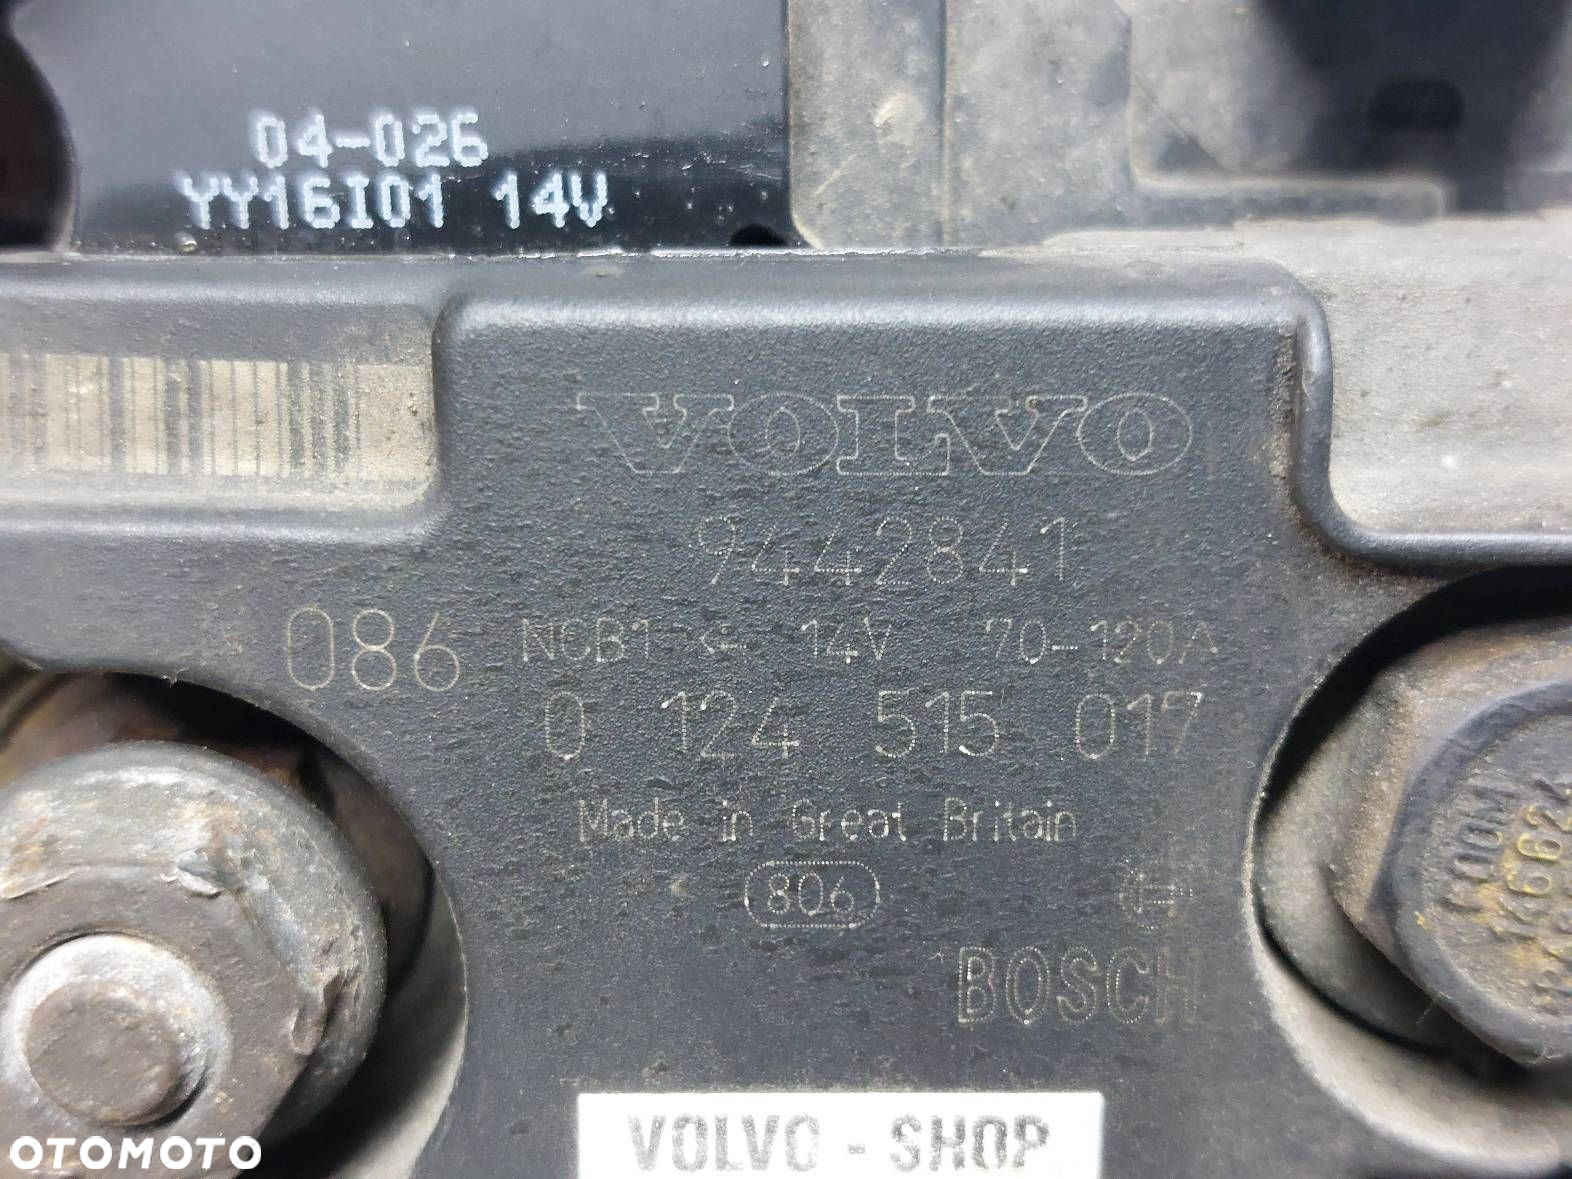 04-026
YY16I01 14V
VOLVO
9442841
086 NCB1 14V 70-120A
0 124 515 017
Made in Great Britain
806
BOSCH
VOLVO - SHOP
OTOMOTO